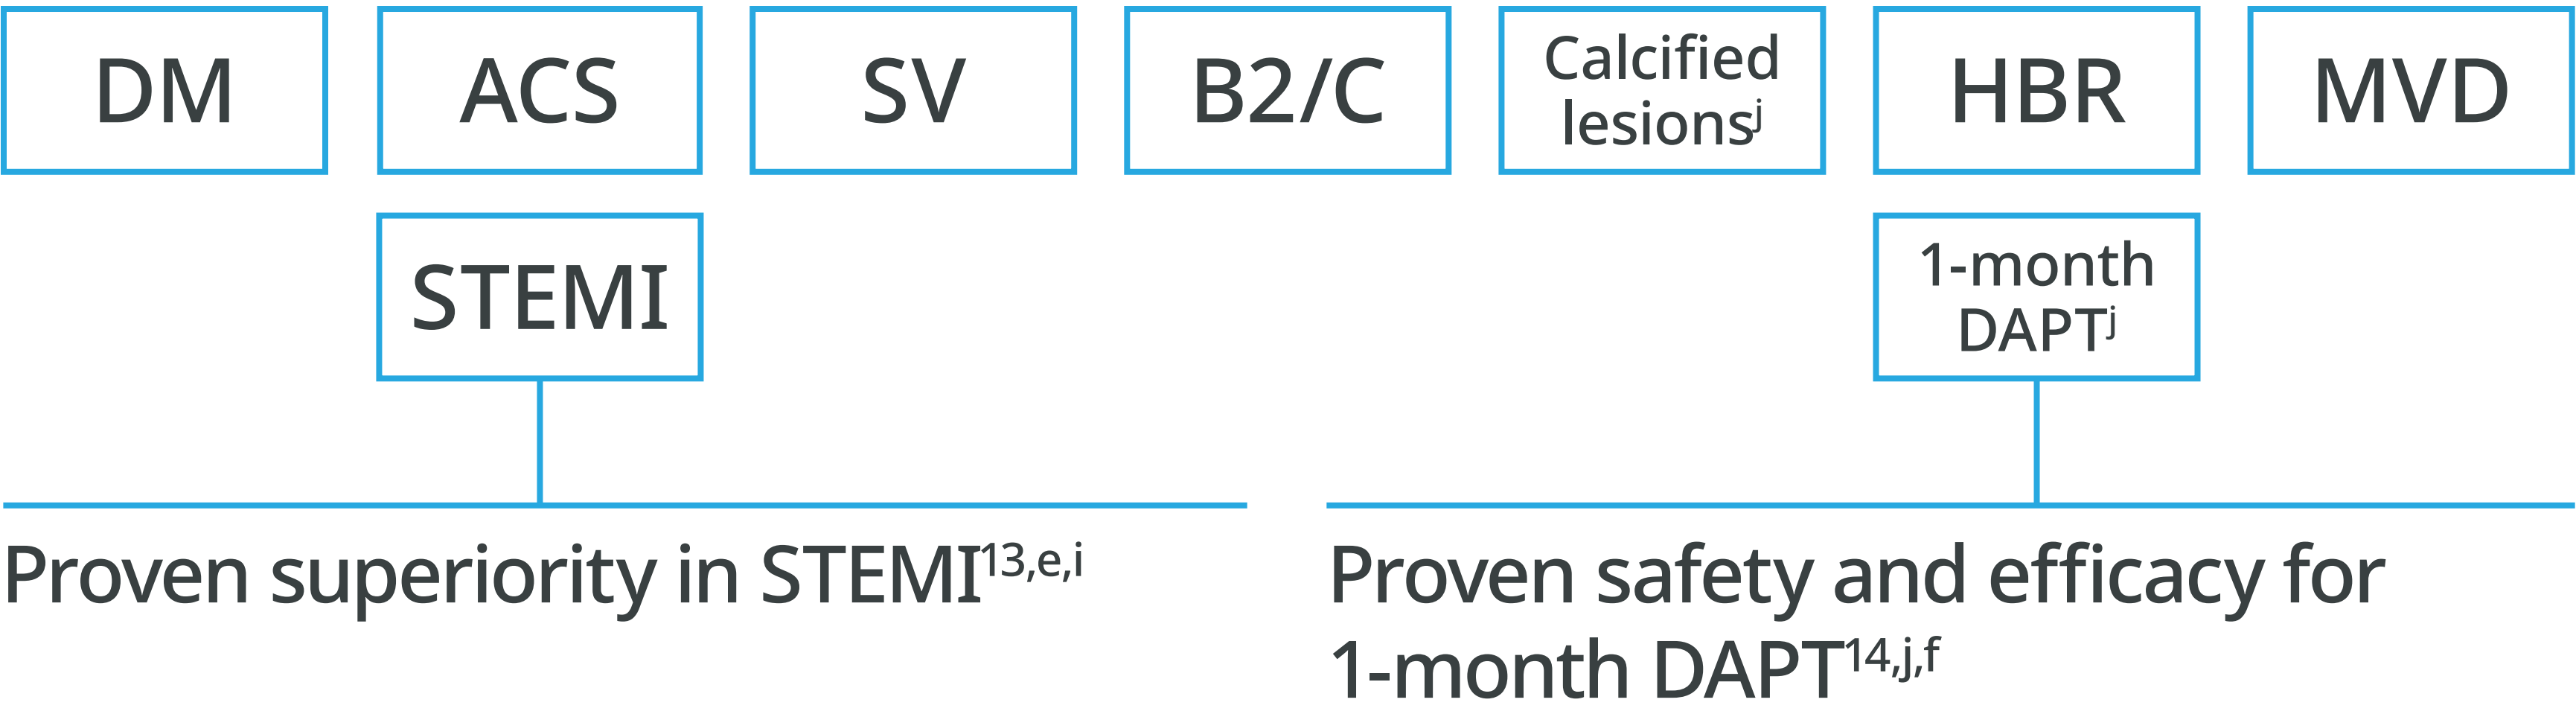 DM
ACS
SV
B2/C
Calcified
lesionsʲ
HBR
MVD
STEMI
1-month
DAPTʲ
Proven superiority in STEMI¹³,ᵉ,ⁱ
Proven safety and efficacy for
1-month DAPT¹⁴,ʲ,ᶠ